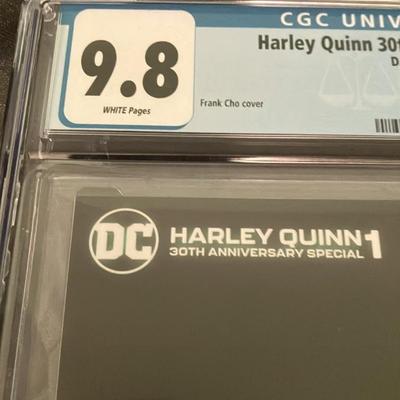 CGC UNIV
Harley Quinn 30t
D
9.8
WHITE Pages
Frank Cho cover
DC
HARLEY QUINN 1
30TH ANNIVERSARY SPECIAL